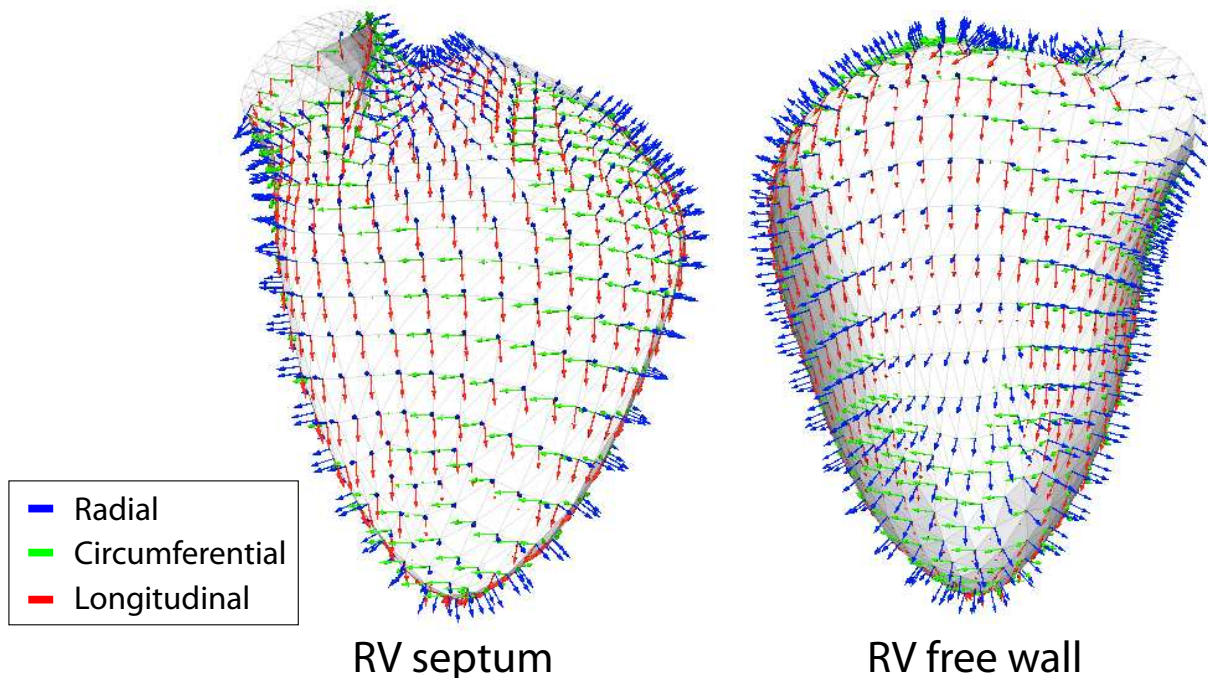 Radial
Circumferential
Longitudinal
RV septum
RV free wall